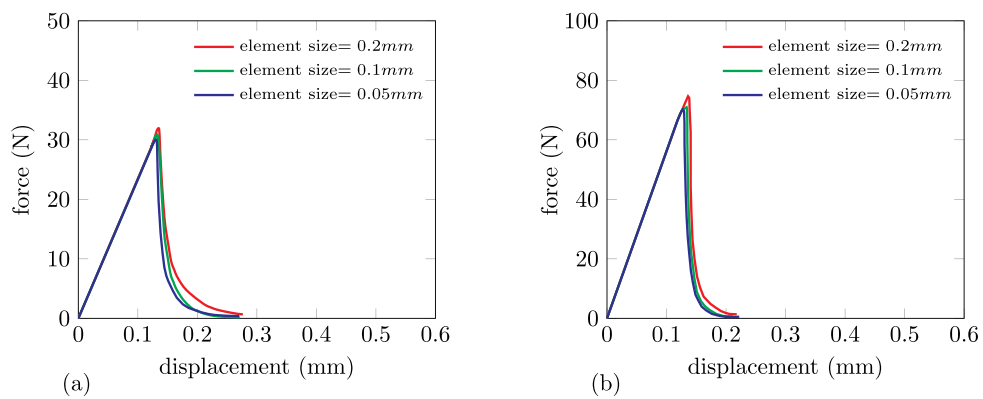 50
40
30
20
10
0
force (N)
element size= 0.2mm
element size= 0.1mm
element size= 0.05mm
0 0.1 0.2 0.3 0.4 0.5 0.6
displacement (mm)
(a)
100
80
60
40
20
0
force (N)
element size= 0.2mm
element size= 0.1mm
element size= 0.05mm
0 0.1 0.2 0.3 0.4 0.5 0.6
displacement (mm)
(b)